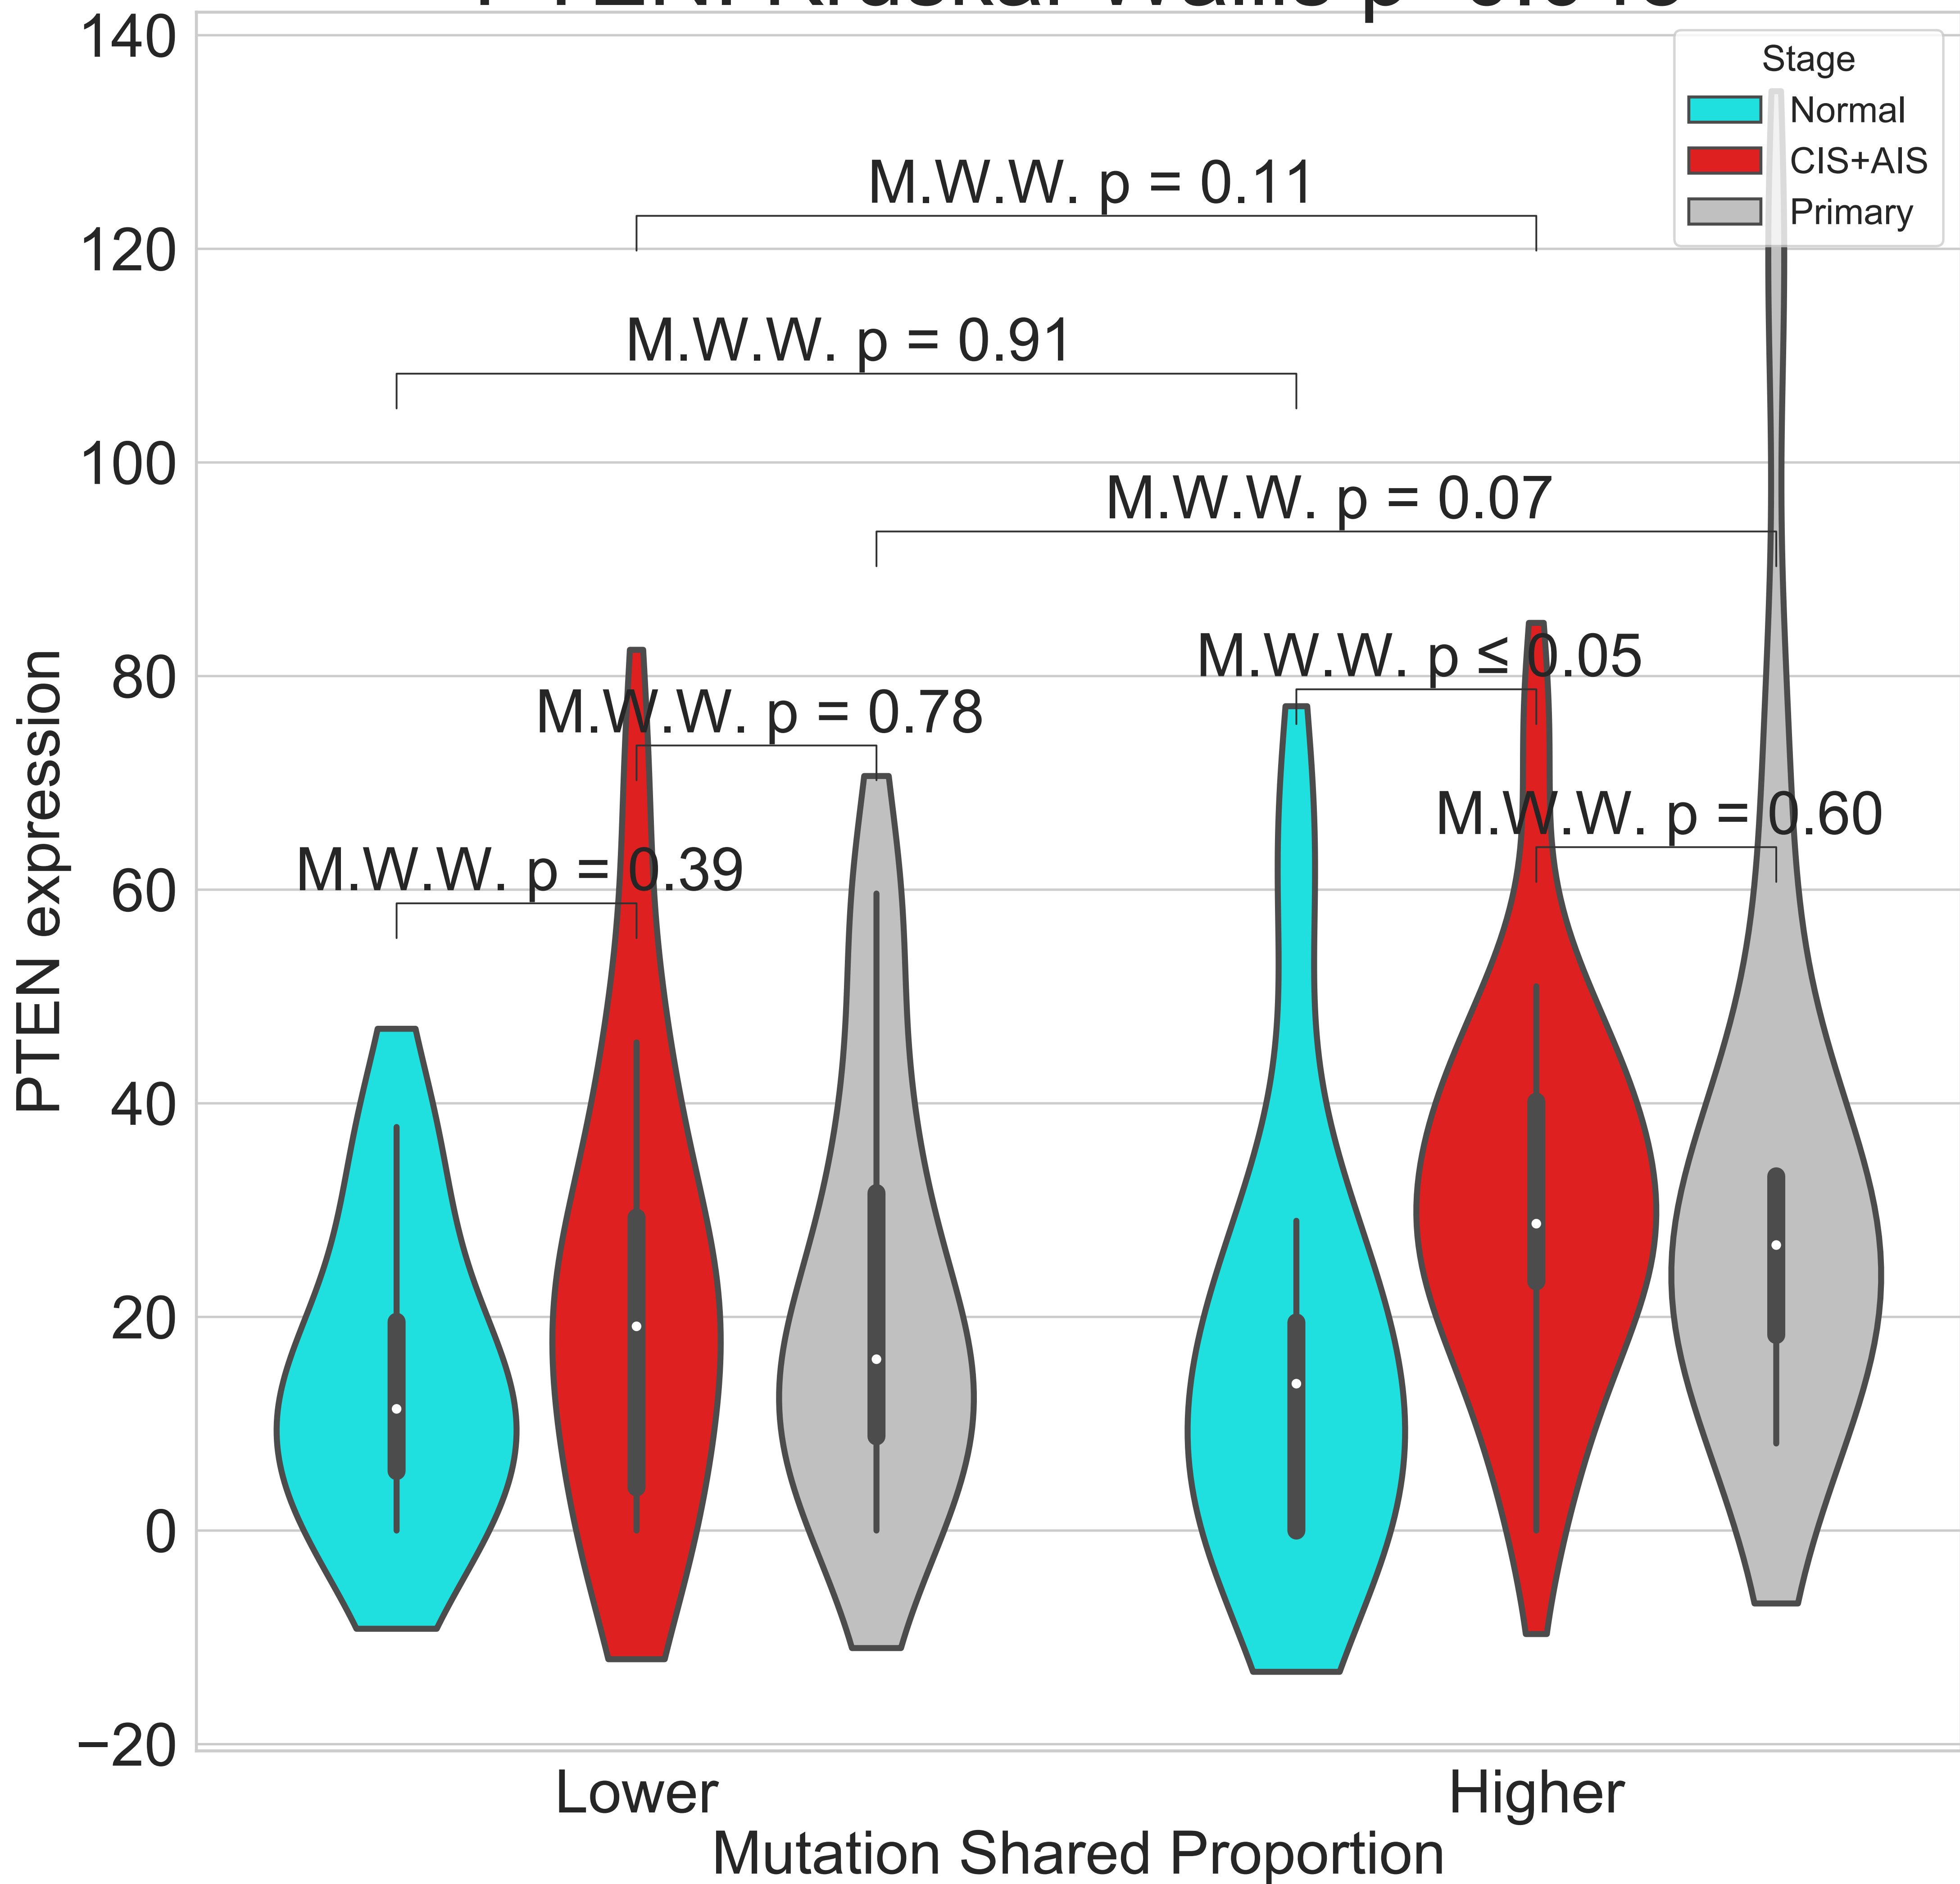 140
Stage
Normal
CIS+AIS
Primary
M.W.W. p = 0.11
120
M.W.W. p = 0.91
100
M.W.W. p = 0.07
M.W.W. p ≤ 0.05
80
M.W.W. p = 0.78
M.W.W. p = 0.60
M.W.W. p = 0.39
60
PTEN expression
40
20
0
−20
Lower
Higher
Mutation Shared Proportion